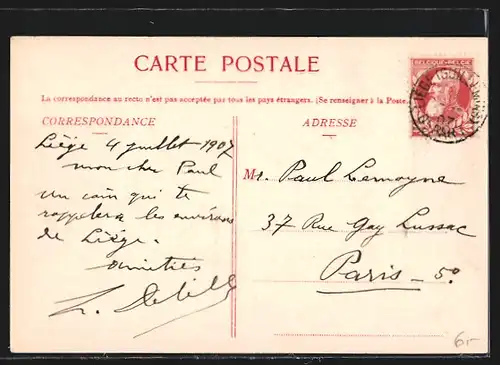 CARTE POSTALE
BELGIQUE-BELGIË
La correspondance au recto n'est pas acceptée par tous les pays étrangers. (Se renseigner à la Poste.
CORRESPONDANCE
ADRESSE
Liège 4 juillet 1907
mon cher Paul
un coin qui te
rappelera les environs
de Liège.
amitiés
Mr. Paul Lemoyne
37 Rue Gay Lussac
Paris - 5°
6,-